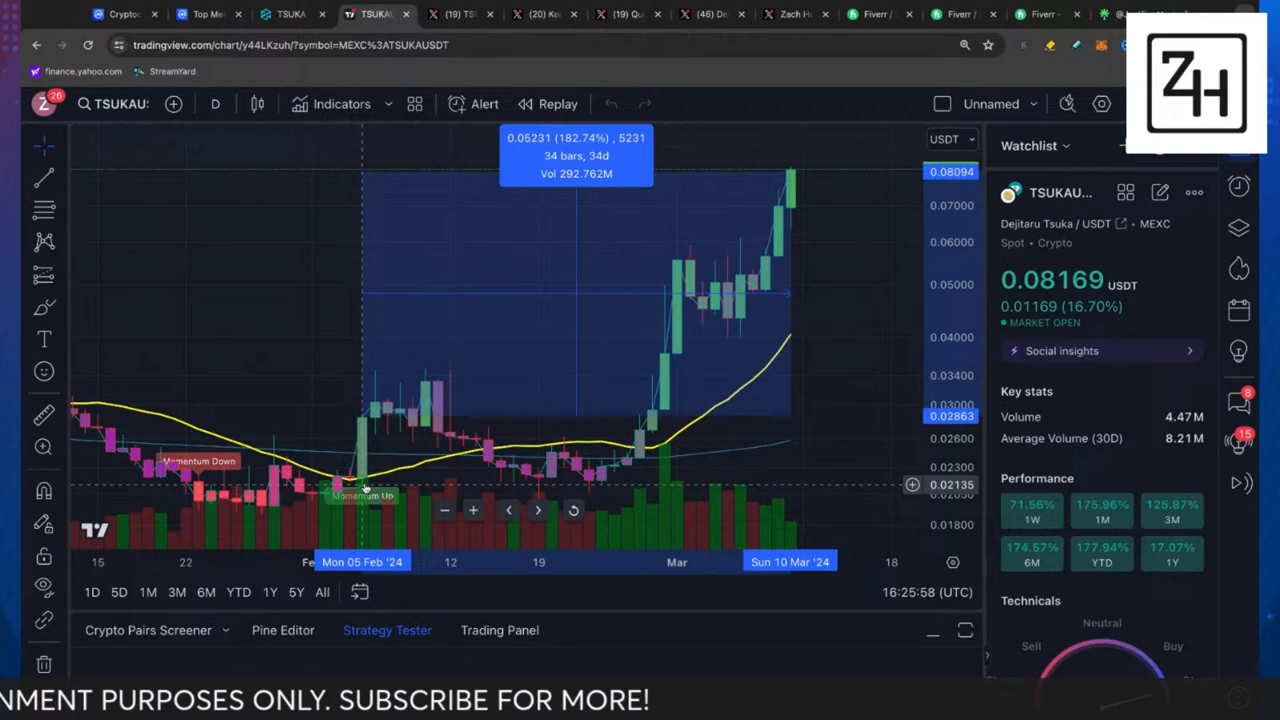 Cryptoc
Top Me
TSUKA
TSUKAL
(19) TS
(20) Ke
(19) Qu
(46) De
Zach H
Fiverr /
Fiverr /
Fiverr -
tradingview.com/chart/y44LKzuh/?symbol=MEXC%3ATSUKAUSDT
finance.yahoo.com
StreamYard
ZH
Z
26
TSUKAU:
D
Indicators
Alert
Replay
Unnamed
0.05231 (182.74%) , 5231
34 bars, 34d
Vol 292.762M
USDT
0.08094
0.07000
0.06000
0.05000
0.04000
0.03400
0.03000
0.02863
0.02600
0.02300
0.02135
0.01800
Momentum Down
Momentum Up
15
22
Fe
Mon 05 Feb '24
12
19
Mar
Sun 10 Mar '24
18
1D 5D 1M 3M 6M YTD 1Y 5Y All
16:25:58 (UTC)
Crypto Pairs Screener
Pine Editor
Strategy Tester
Trading Panel
Watchlist
TSUKAU...
Dejitaru Tsuka / USDT
MEXC
Spot • Crypto
0.08169 USDT
0.01169 (16.70%)
MARKET OPEN
Social insights
Key stats
Volume 4.47 M
Average Volume (30D) 8.21 M
Performance
71.56% 175.96% 125.87%
1W 1M 3M
174.57% 177.94% 17.07%
6M YTD 1Y
Technicals
Neutral
Sell
Buy
8
15
NMENT PURPOSES ONLY. SUBSCRIBE FOR MORE!